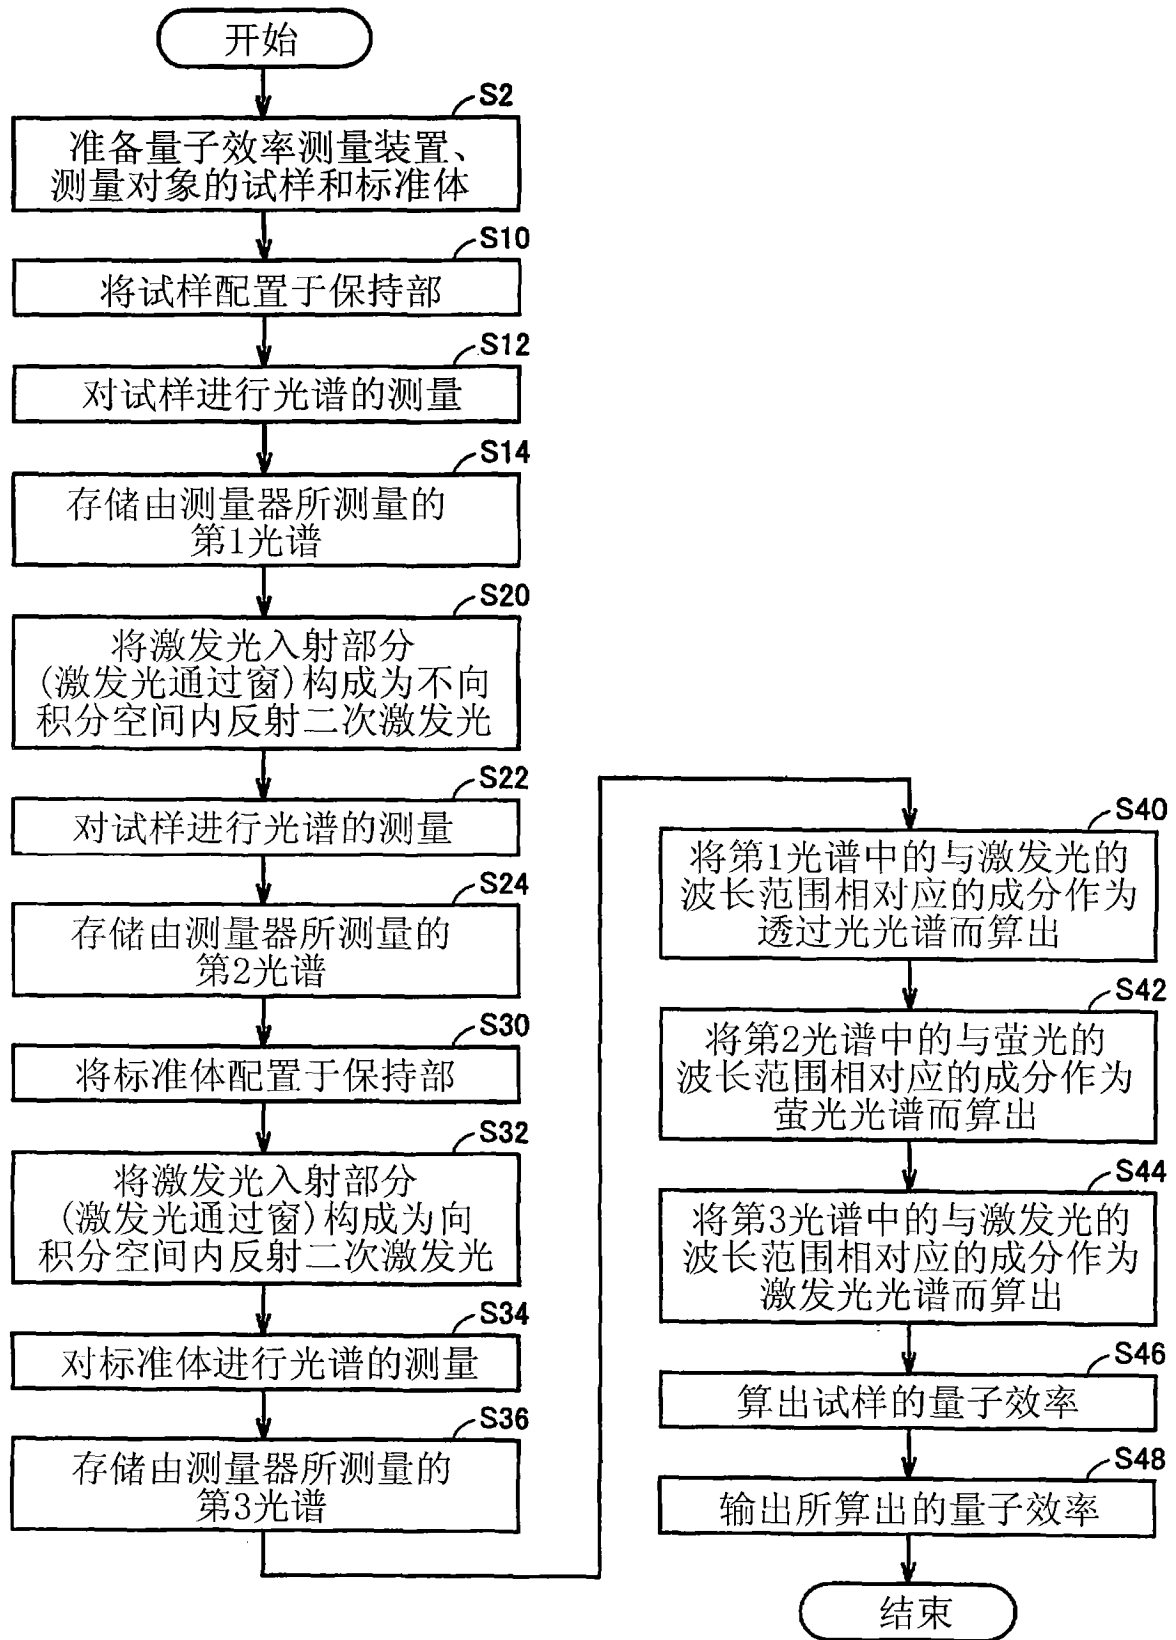 开始
S2
准备量子效率测量装置、
测量对象的试样和标准体
S10
将试样配置于保持部
S12
对试样进行光谱的测量
S14
存储由测量器所测量的
第1光谱
S20
将激发光入射部分
(激发光通过窗)构成为不向
积分空间内反射二次激发光
S22
对试样进行光谱的测量
S24
存储由测量器所测量的
第2光谱
S30
将标准体配置于保持部
S32
将激发光入射部分
(激发光通过窗)构成为向
积分空间内反射二次激发光
S34
对标准体进行光谱的测量
S36
存储由测量器所测量的
第3光谱
S40
将第1光谱中的与激发光的
波长范围相对应的成分作为
透过光光谱而算出
S42
将第2光谱中的与萤光的
波长范围相对应的成分作为
萤光光谱而算出
S44
将第3光谱中的与激发光的
波长范围相对应的成分作为
激发光光谱而算出
S46
算出试样的量子效率
S48
输出所算出的量子效率
结束